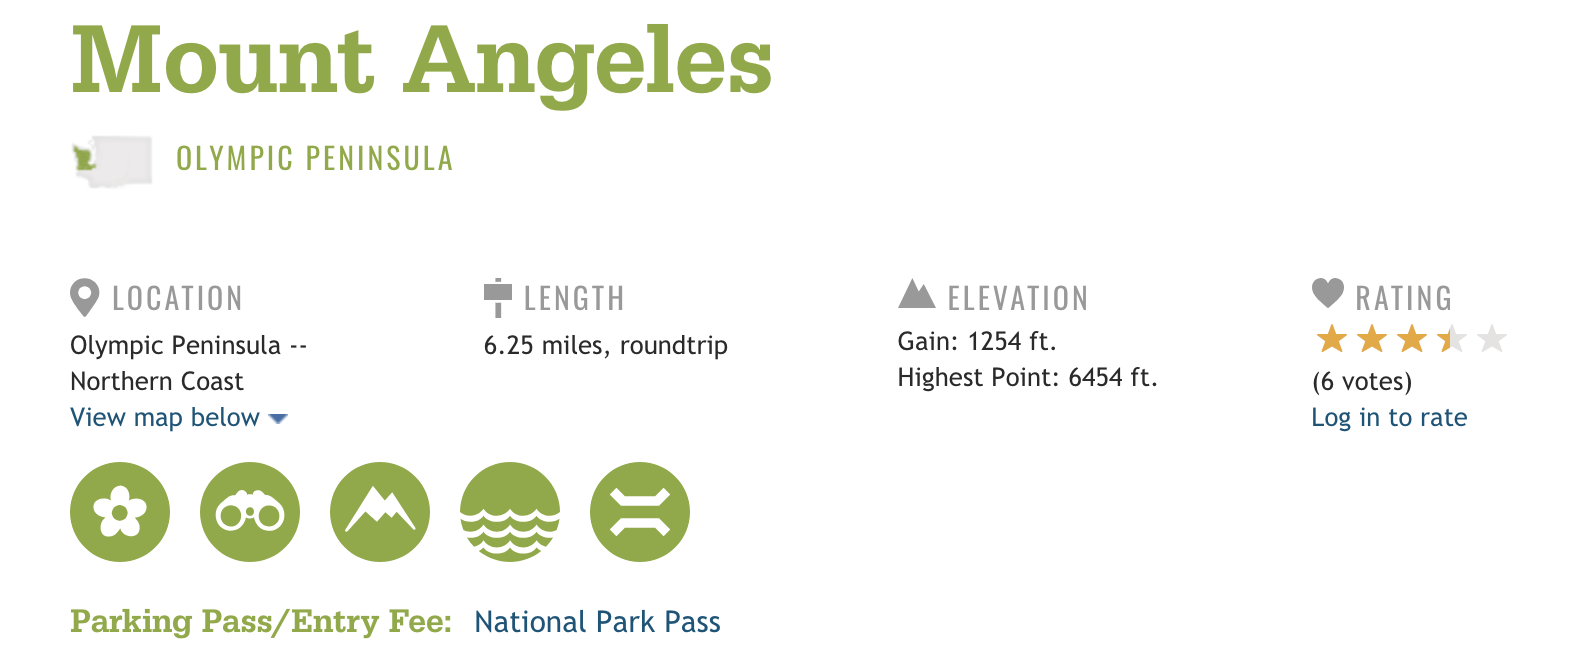 Mount Angeles
OLYMPIC PENINSULA
LOCATION
Olympic Peninsula --
Northern Coast
View map below
LENGTH
6.25 miles, roundtrip
ELEVATION
Gain: 1254 ft.
Highest Point: 6454 ft.
RATING
(6 votes)
Log in to rate
Parking Pass/Entry Fee: National Park Pass